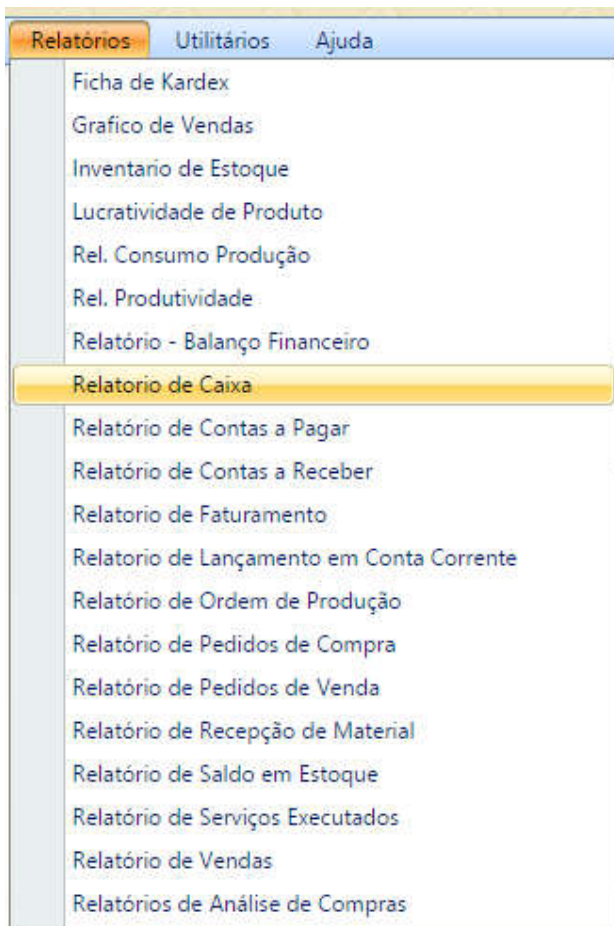 Relatórios Utilitários Ajuda
Ficha de Kardex
Grafico de Vendas
Inventario de Estoque
Lucratividade de Produto
Rel. Consumo Produção
Rel. Produtividade
Relatório - Balanço Financeiro
Relatorio de Caixa
Relatório de Contas a Pagar
Relatório de Contas a Receber
Relatorio de Faturamento
Relatorio de Lançamento em Conta Corrente
Relatório de Ordem de Produção
Relatório de Pedidos de Compra
Relatório de Pedidos de Venda
Relatório de Recepção de Material
Relatório de Saldo em Estoque
Relatório de Serviços Executados
Relatório de Vendas
Relatórios de Análise de Compras